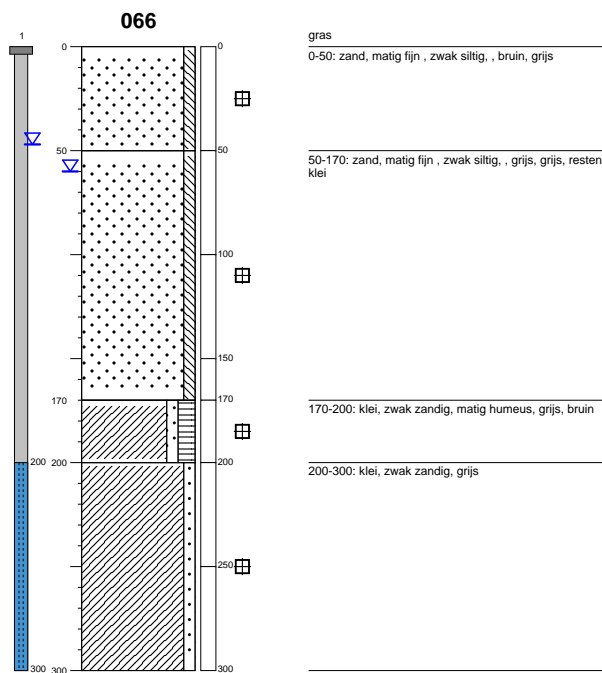 066
1
gras
0
0
0-50: zand, matig fijn , zwak siltig, , bruin, grijs
50
50
50-170: zand, matig fijn , zwak siltig, , grijs, grijs, resten
klei
100
150
170
170
170-200: klei, zwak zandig, matig humeus, grijs, bruin
200
200
200
200-300: klei, zwak zandig, grijs
250
300
300
300